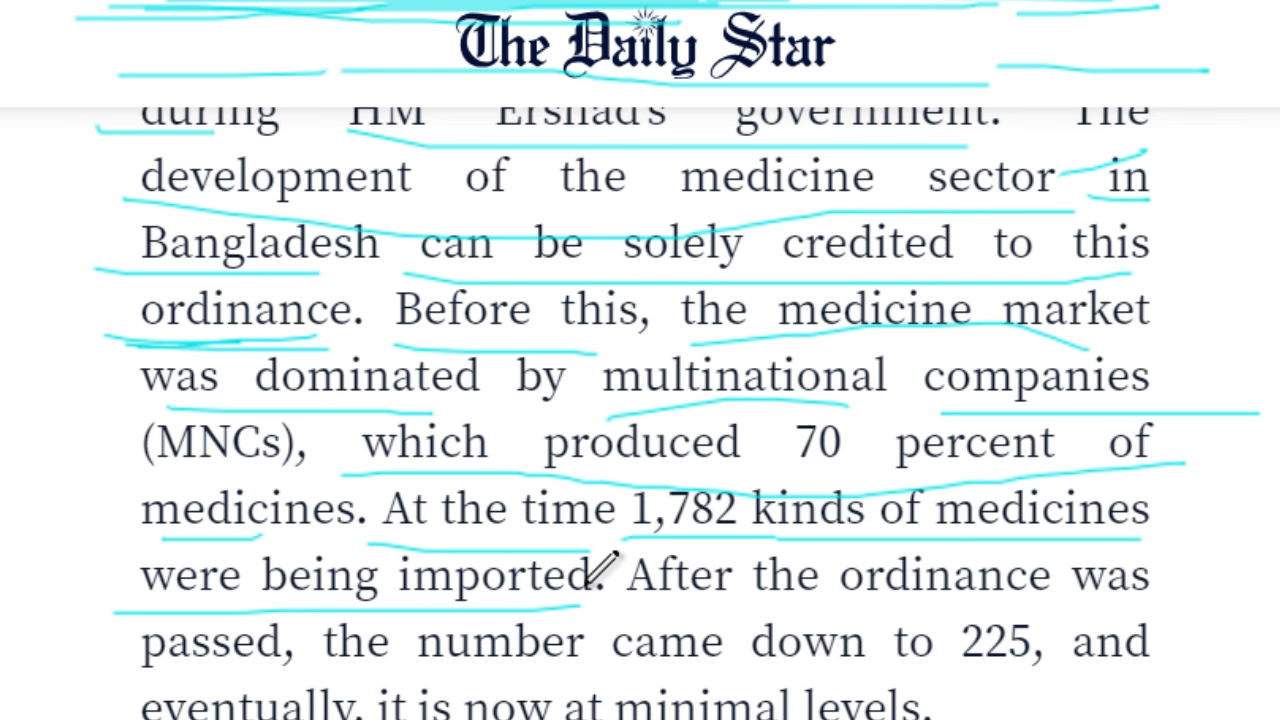 The Daily Star
during HM Ershad's government. The
development of the medicine sector in
Bangladesh can be solely credited to this
ordinance. Before this, the medicine market
was dominated by multinational companies
(MNCs), which produced 70 percent of
medicines. At the time 1,782 kinds of medicines
were being imported. After the ordinance was
passed, the number came down to 225, and
eventually, it is now at minimal levels.